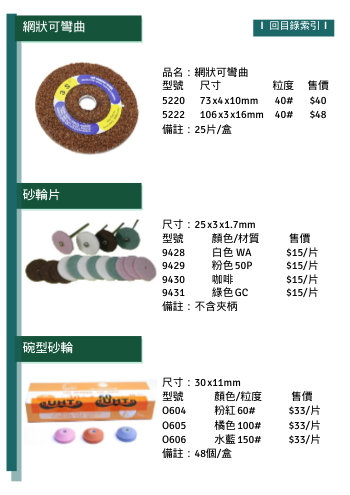 網狀可彎曲
I 回目錄索引 I
品名：網狀可彎曲
型號 尺寸 粒度 售價
5220 73x4x10mm 40# $40
5222 106x3x16mm 40# $48
備註：25片/盒
砂輪片
尺寸：25x3x1.7mm
型號 顏色/材質 售價
9428 白色 WA $15/片
9429 粉色 50P $15/片
9430 咖啡 $15/片
9431 綠色 GC $15/片
備註：不含夾柄
碗型砂輪
尺寸：30x11mm
型號 顏色/粒度 售價
O604 粉紅 60# $33/片
O605 橘色 100# $33/片
O606 水藍 150# $33/片
備註：48個/盒